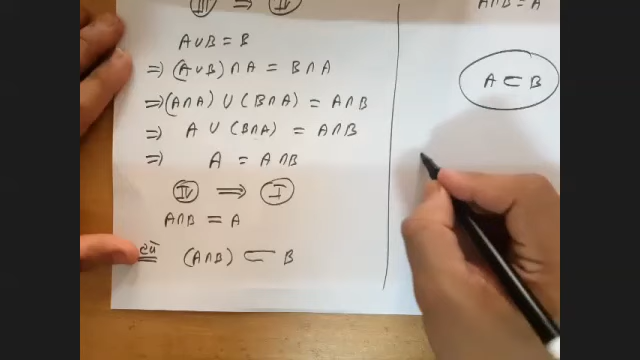 III ⇒ IV
A∪B = B
⇒ (A∪B) ∩ A = B∩A
⇒ (A∩A) ∪ (B∩A) = A∩B
⇒ A ∪ (B∩A) = A∩B
⇒ A = A∩B
IV ⇒ I
A∩B = A
(A∩B) ⊂ B
A∩B = A
A ⊂ B